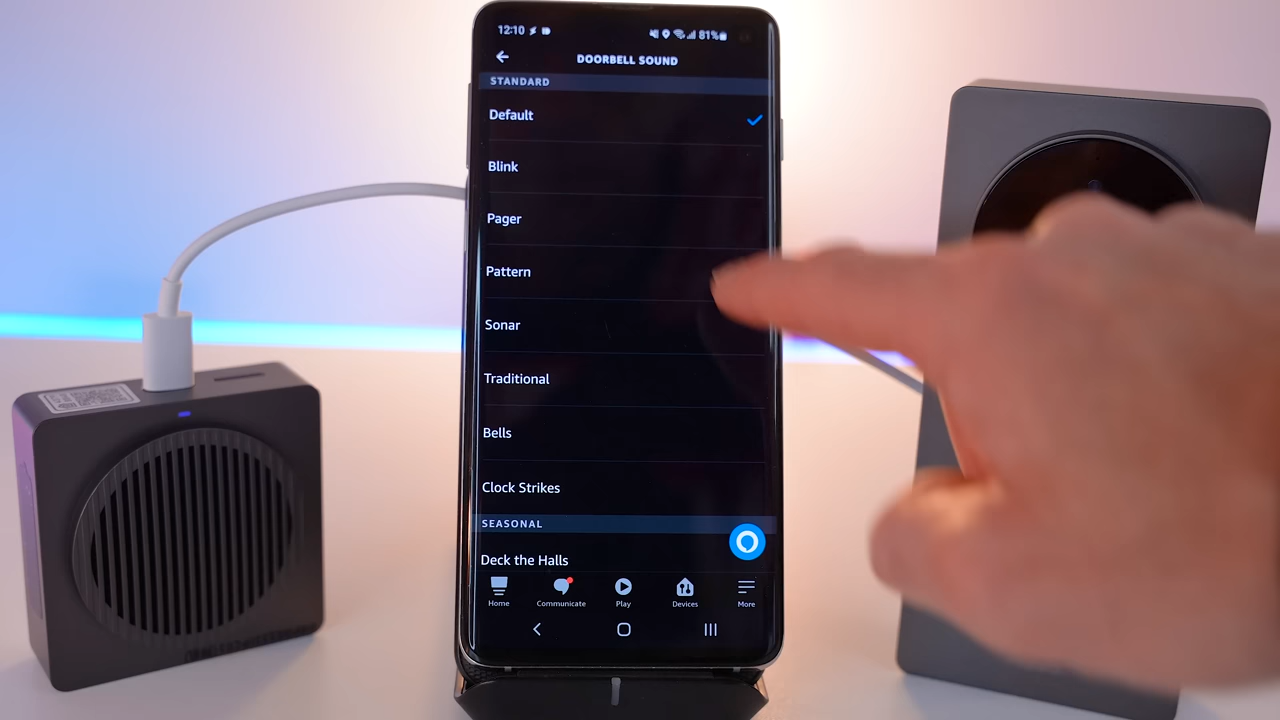 12:10
81%
DOORBELL SOUND
STANDARD
Default
Blink
Pager
Pattern
Sonar
Traditional
Bells
Clock Strikes
SEASONAL
Deck the Halls
Home Communicate Play Devices More